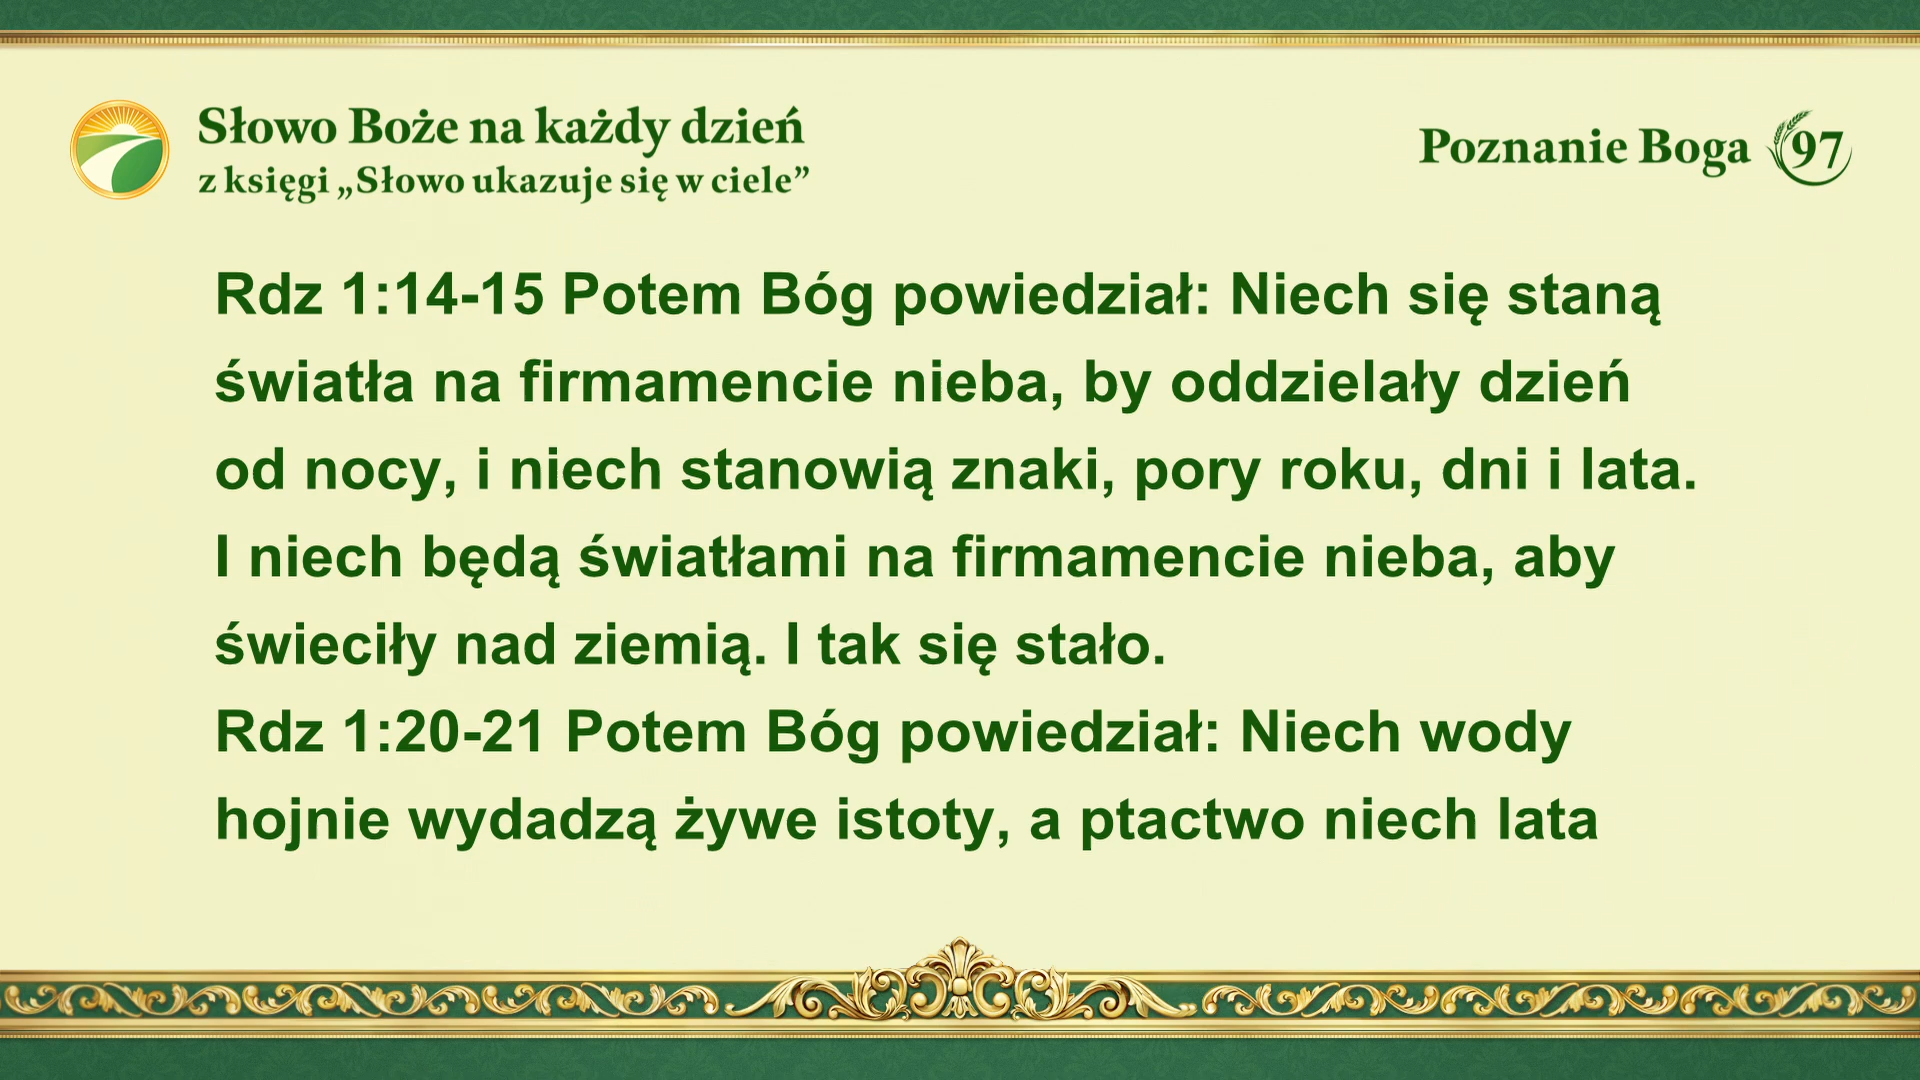 Słowo Boże na każdy dzień
z księgi „Słowo ukazuje się w ciele”
Poznanie Boga 97
Rdz 1:14-15 Potem Bóg powiedział: Niech się staną
światła na firmamencie nieba, by oddzielały dzień
od nocy, i niech stanowią znaki, pory roku, dni i lata.
I niech będą światłami na firmamencie nieba, aby
świeciły nad ziemią. I tak się stało.
Rdz 1:20-21 Potem Bóg powiedział: Niech wody
hojnie wydadzą żywe istoty, a ptactwo niech lata